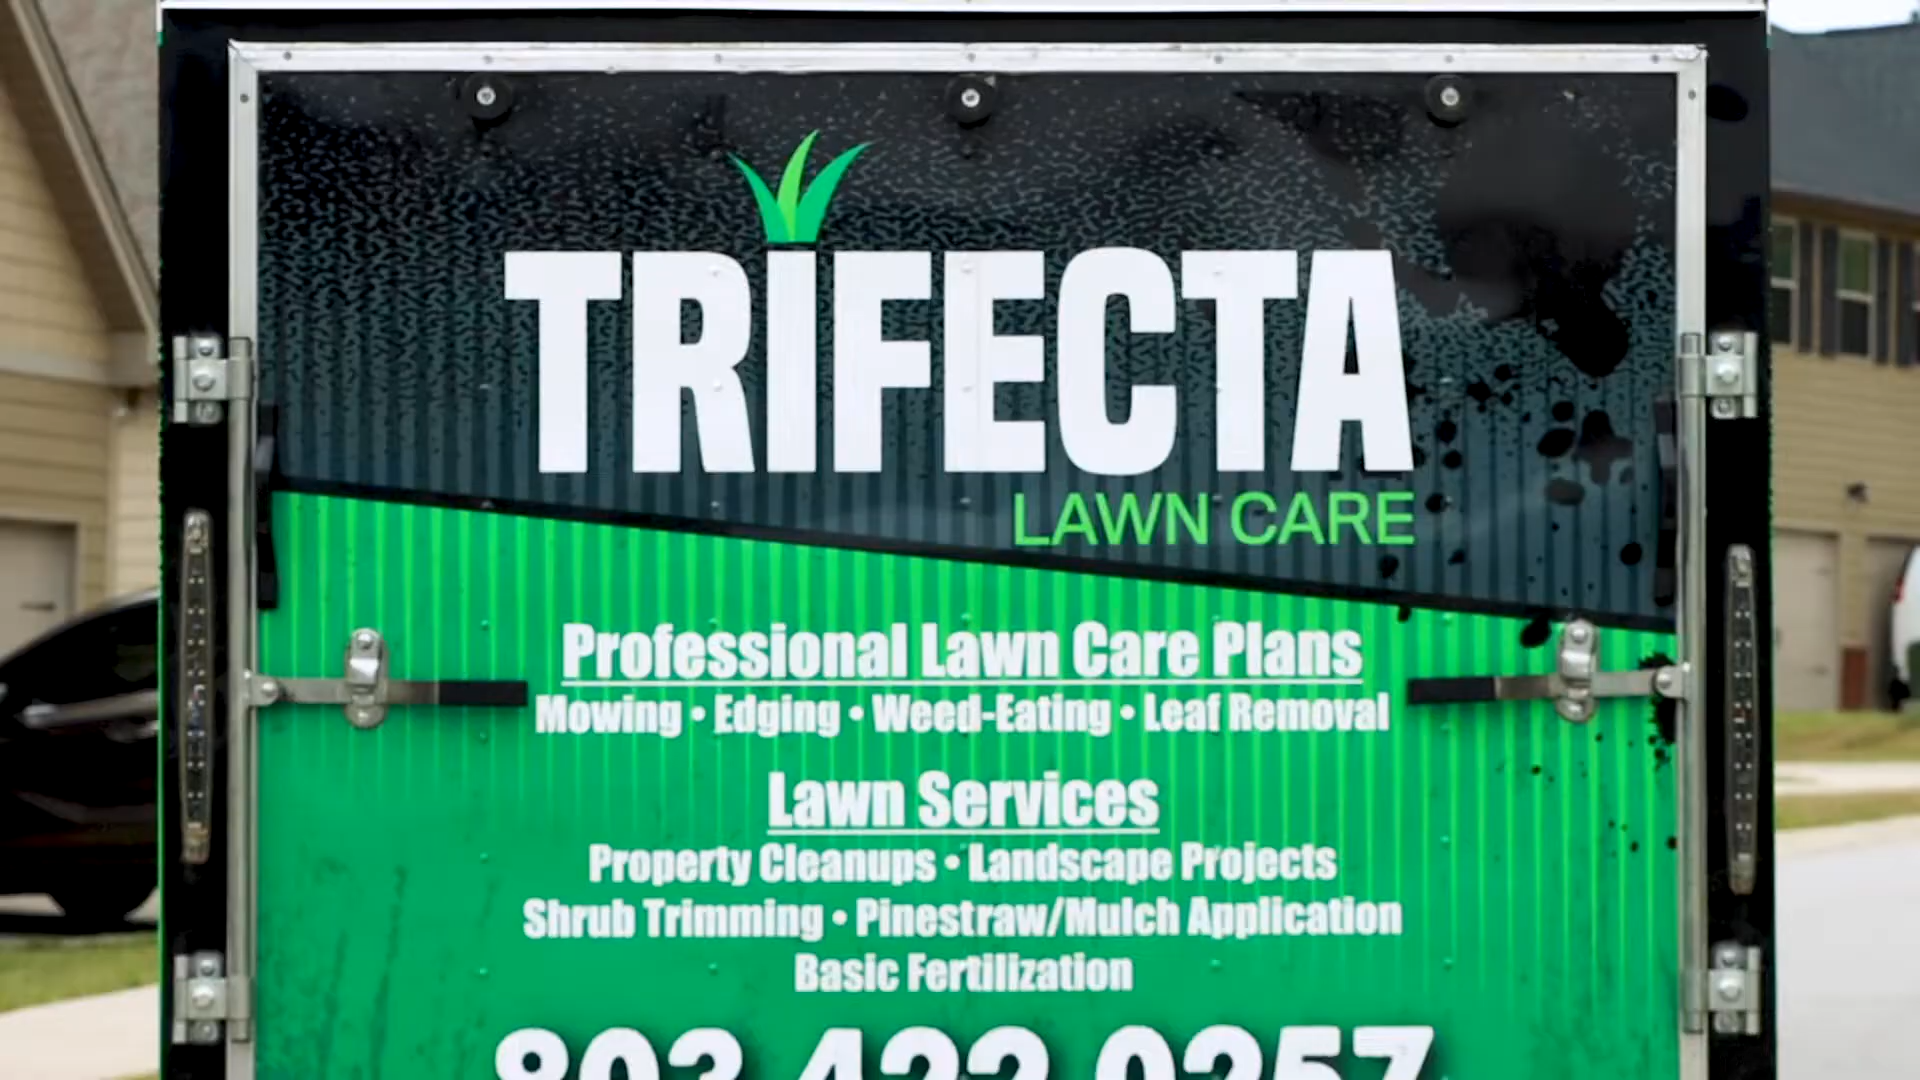 TRIFECTA
LAWN CARE
Professional Lawn Care Plans
Mowing • Edging • Weed-Eating • Leaf Removal
Lawn Services
Property Cleanups • Landscape Projects
Shrub Trimming • Pinestraw/Mulch Application
Basic Fertilization